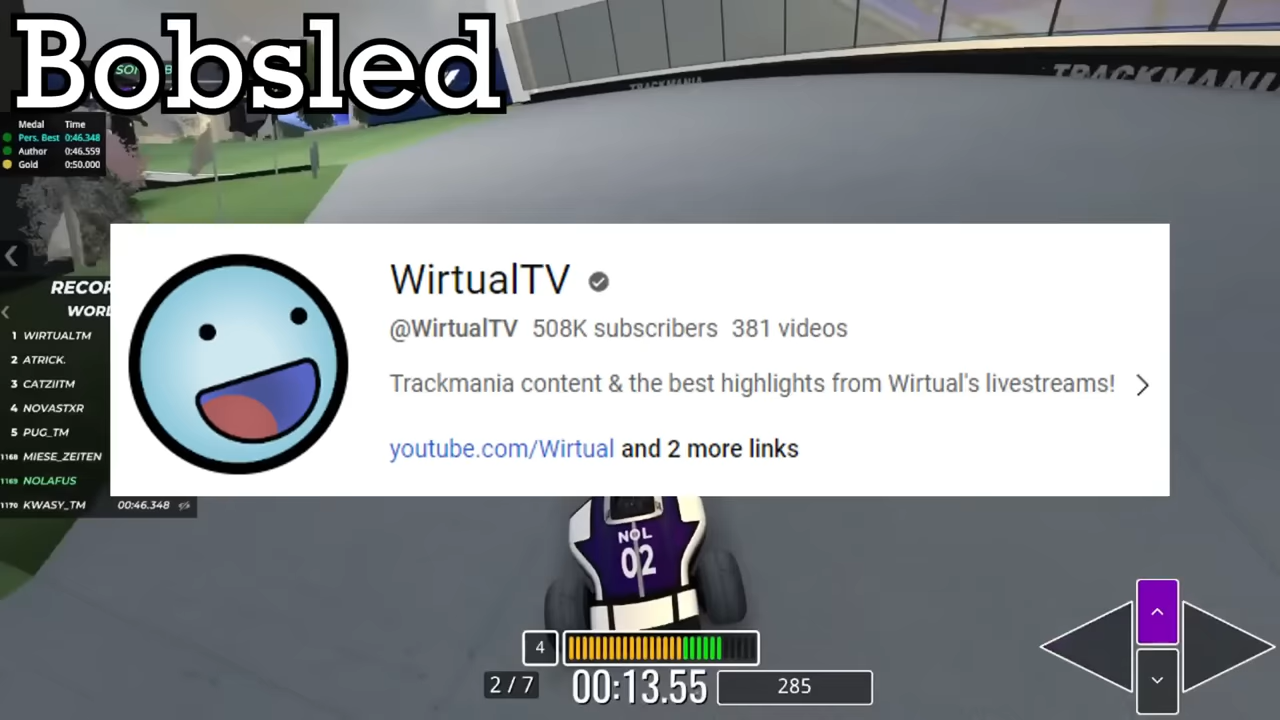 Bobsled
Medal Time
Pers. Best 0:46.348
Author 0:46.559
Gold 0:50.000
TRACKMANIA
TRACKMANIA
WirtualTV
@WirtualTV 508K subscribers 381 videos
Trackmania content & the best highlights from Wirtual's livestreams!
youtube.com/Wirtual and 2 more links
1 WIRTUALTM
2 ATRICK.
3 CATZIITM
4 NOVASTXR
5 PUG_TM
1168 MIESE_ZEITEN
1169 NOLAFUS
1170 KWASY_TM 00:46.348
NOL
02
4
2 / 7 00:13.55 285